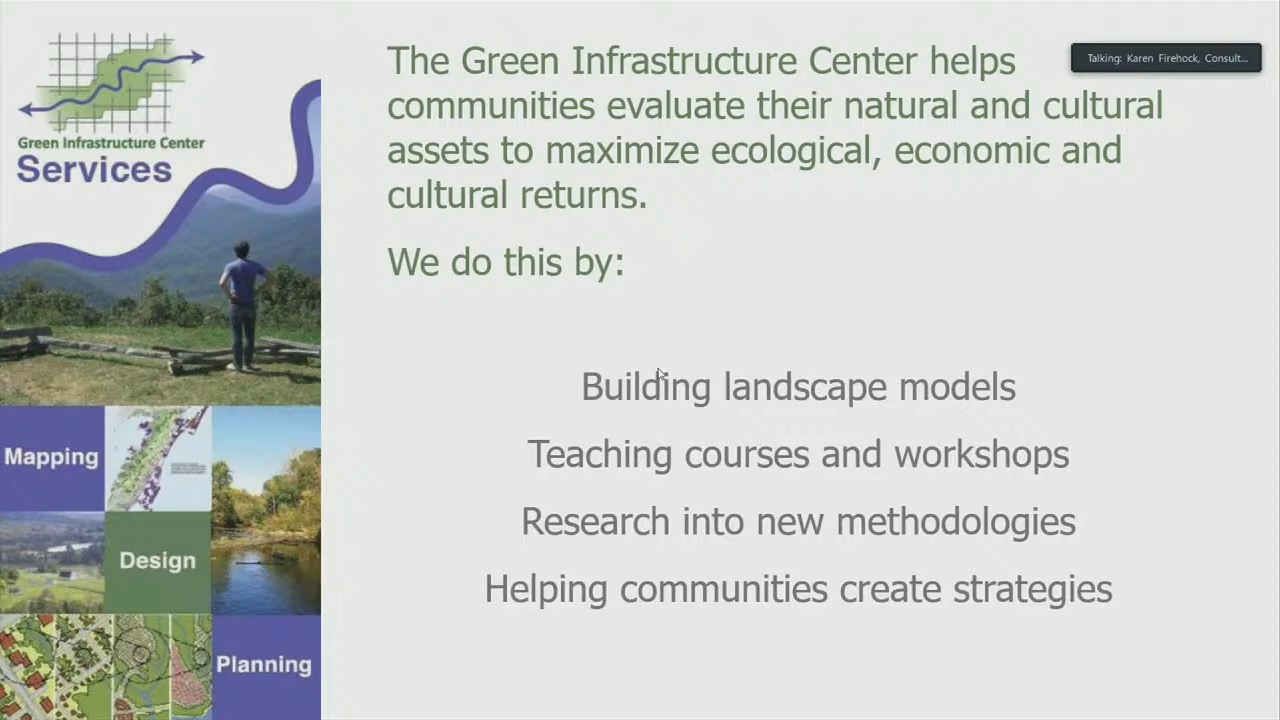 Green Infrastructure Center
Services
Mapping
Design
Planning
The Green Infrastructure Center helps
communities evaluate their natural and cultural
assets to maximize ecological, economic and
cultural returns.
We do this by:
Building landscape models
Teaching courses and workshops
Research into new methodologies
Helping communities create strategies
Talking: Karen Firehock, Consult...